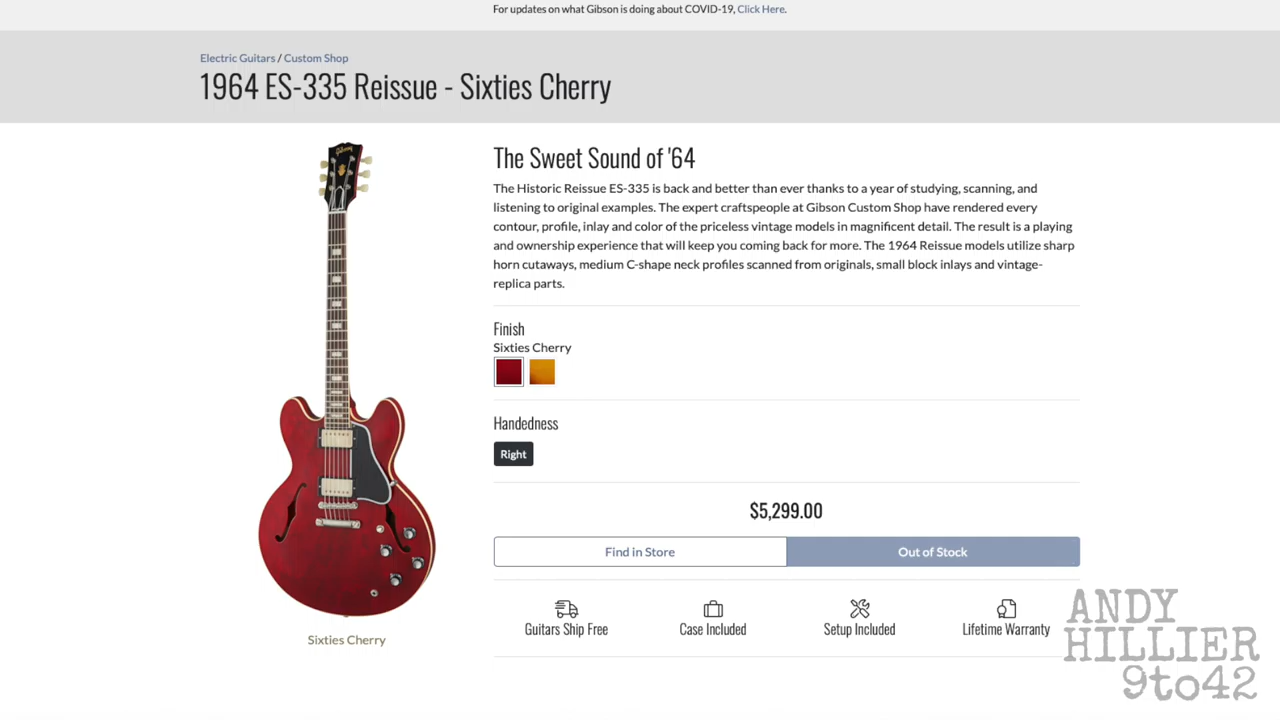 For updates on what Gibson is doing about COVID-19, Click Here.
Electric Guitars / Custom Shop
1964 ES-335 Reissue - Sixties Cherry
Gibson
The Sweet Sound of '64
The Historic Reissue ES-335 is back and better than ever thanks to a year of studying, scanning, and
listening to original examples. The expert craftspeople at Gibson Custom Shop have rendered every
contour, profile, inlay and color of the priceless vintage models in magnificent detail. The result is a playing
and ownership experience that will keep you coming back for more. The 1964 Reissue models utilize sharp
horn cutaways, medium C-shape neck profiles scanned from originals, small block inlays and vintage-
replica parts.
Finish
Sixties Cherry
Handedness
Right
$5,299.00
Find in Store
Out of Stock
Guitars Ship Free
Case Included
Setup Included
Lifetime Warranty
Sixties Cherry
ANDY
HILLIER
9to42